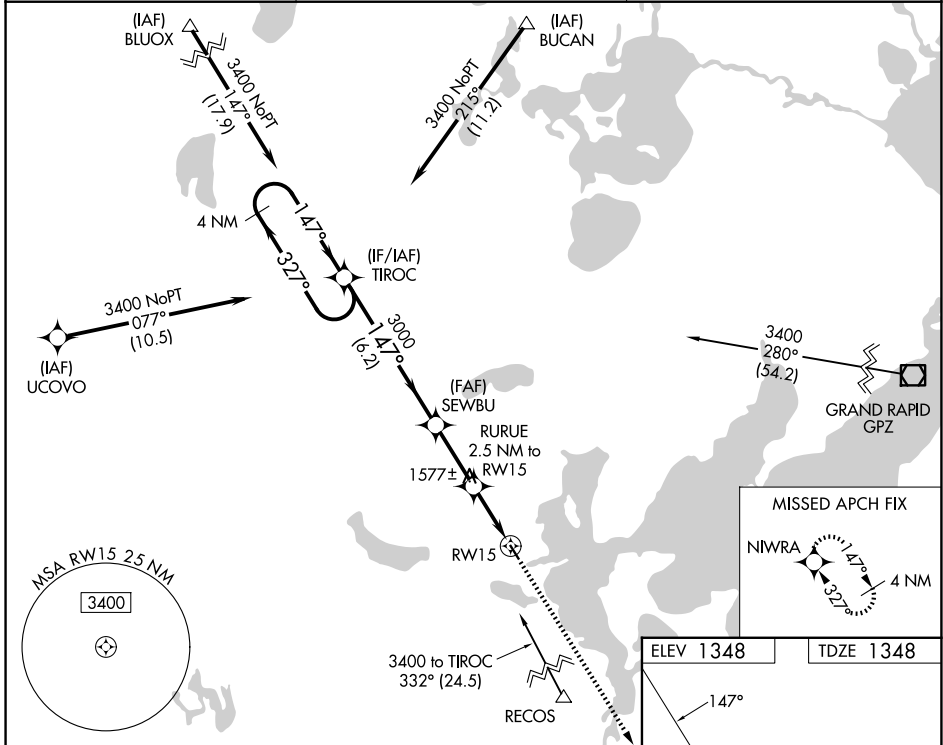 (IAF)
BLUOX
3400 NoPT
147°
(17.9)
(IAF)
BUCAN
3400 NoPT
215°
(11.2)
4 NM
147°
327°
(IF/IAF)
TIROC
3400 NoPT
077°
(10.5)
(IAF)
UCOVO
3000
147°
(6.2)
3400
280°
(54.2)
GRAND RAPID
GPZ
(FAF)
SEWBU
RURUE
2.5 NM to
RW15
1577±
RW15
MISSED APCH FIX
NIWRA
147°
4 NM
327°
MSA RW15 25 NM
3400
3400 to TIROC
332° (24.5)
RECOS
ELEV 1348
TDZE 1348
147°